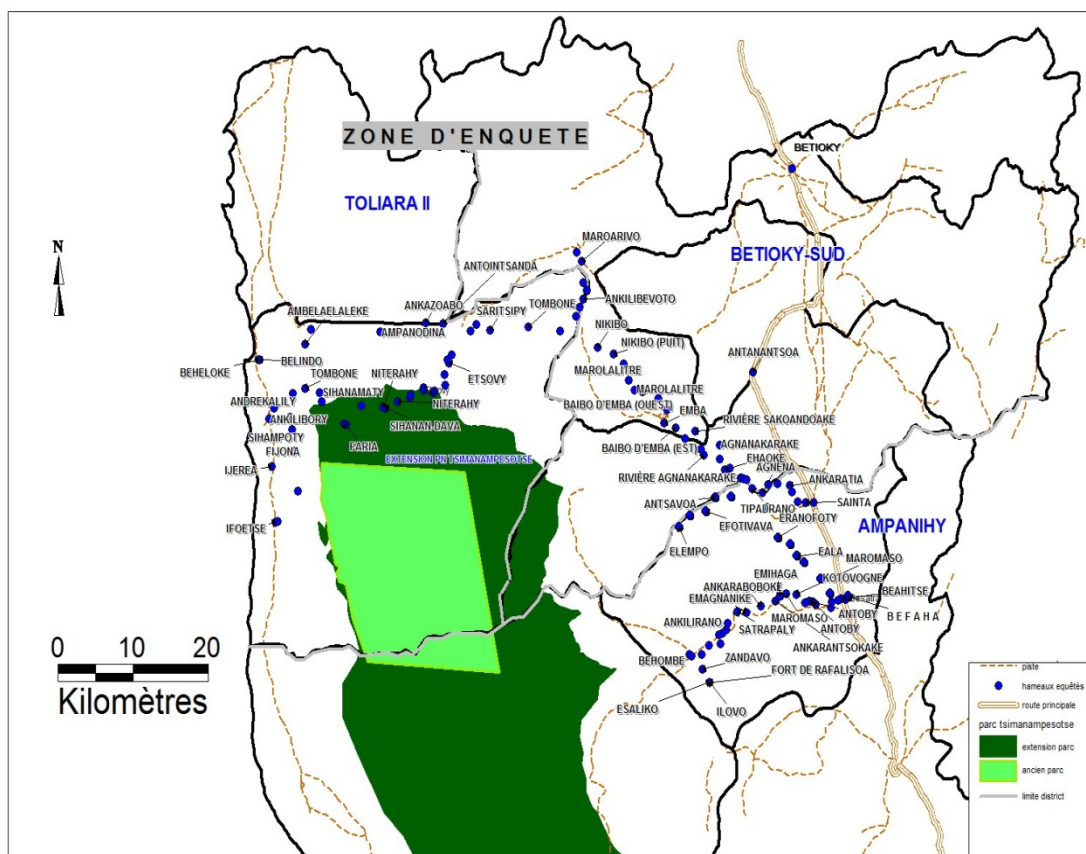 ZONE D'ENQUETE
BETIOKY
TOLIARA II
N
MAROARIVO
BETIOKY-SUD
ANTOINTSANDA
ANKAZOABO
TOMBONE
ANKILIBEVOTO
AMBELAELALEKE
SARITSIPY
AMPANODINA
NIKIBO
NIKIBO (PUIT)
BELINDO
BEHELOKE
ETSOVY
MAROLALITRE
ANTANANTSOA
TOMBONE
NITERAHY
SIHANAMATY
NITERAHY
MAROLALITRE
ANDREKALILY
BAIBO D'EMBA (OUEST)
EMBA
ANKILIBORY
SIHANAN DAVA
RIVIÈRE SAKOANDOAKE
SIHAMPOTY
FARIA
BAIBO D'EMBA (EST)
AGNANAKARAKE
FIJONA
EXTENSION PN TSIMANAMPESOTSE
EHAOKE
IJEREA
AGNENA
RIVIÈRE AGNANAKARAKE
ANKARATIA
ANTSAVOA
TIPADRANO
SAINTA
ERANOFOTY
IFOETSE
EFOTIVAVA
AMPANIHY
ELEMPO
EALA
MAROMASO
EMIHAGA
KOTOVOGNE
ANKARABOBOKE
BEAHITSE
EMAGNANIKE
MAROMASO
ANTOBY
BEFAHA
ANKILIRANO
SATRAPALY
ANTOBY
ANKARANTSOKAKE
0 10 20
Kilomètres
BEHOMBE
ZANDAVO
FORT DE RAFALISOA
ESALIKO
ILOVO
piste
hameaux equêtés
route principale
parc tsimanampesotse
extension parc
ancien parc
limite district